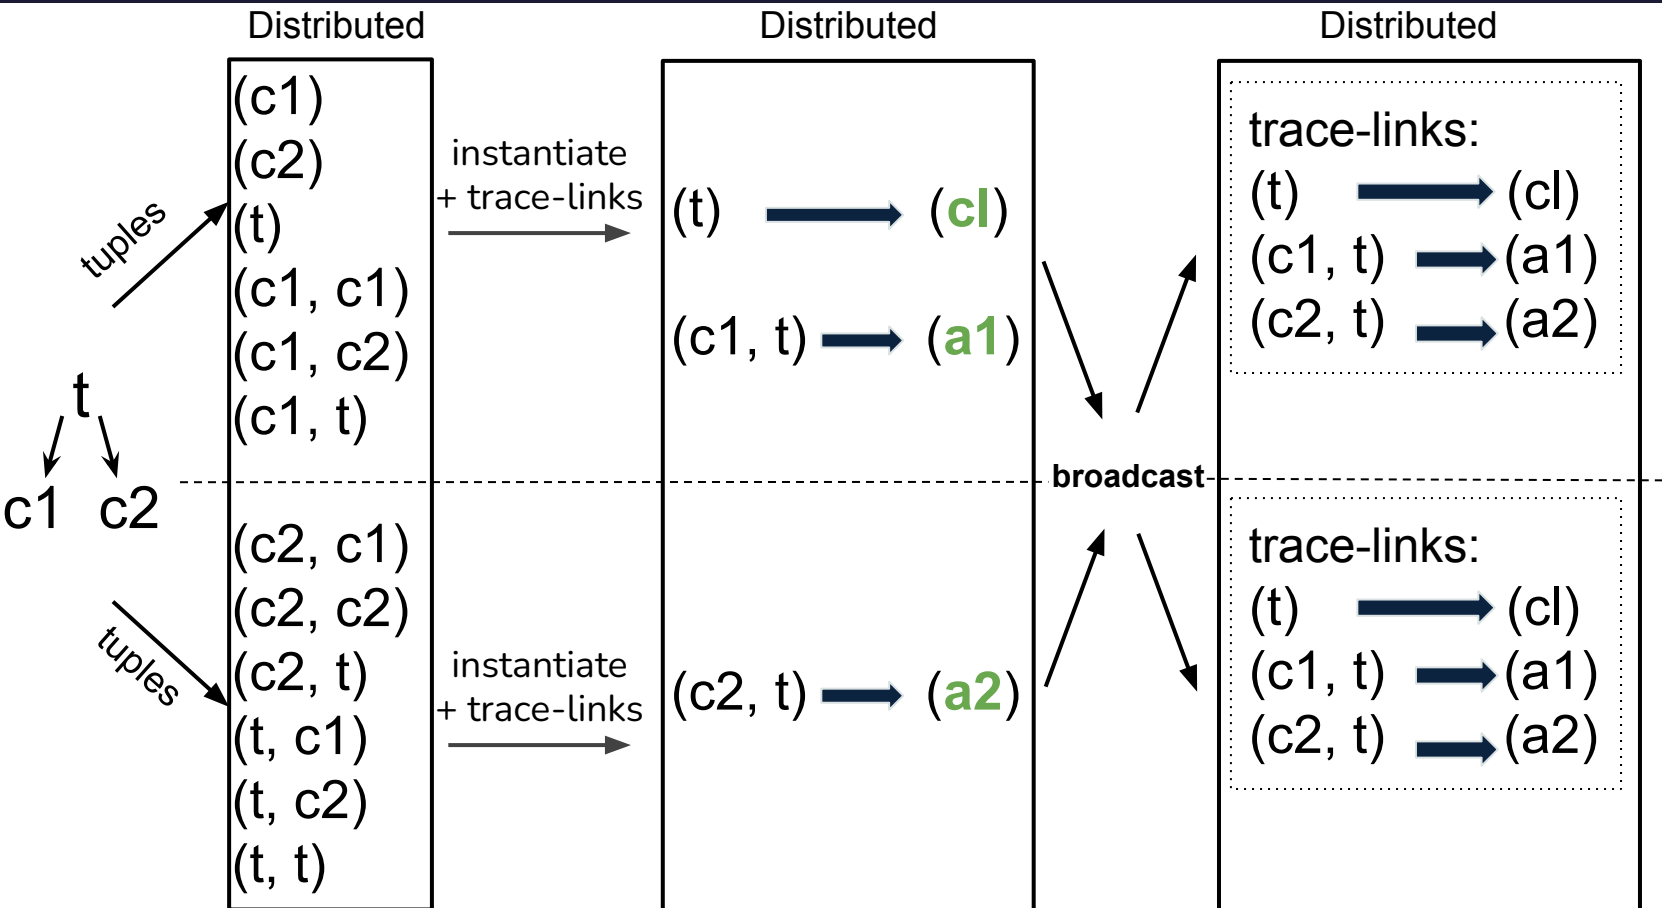 Distributed
Distributed
Distributed
tuples
t
c1 c2
tuples
(c1)
(c2)
(t)
(c1, c1)
(c1, c2)
(c1, t)
(c2, c1)
(c2, c2)
(c2, t)
(t, c1)
(t, c2)
(t, t)
instantiate
+ trace-links
instantiate
+ trace-links
(t) (cl)
(c1, t) (a1)
(c2, t) (a2)
broadcast
trace-links:
(t) (cl)
(c1, t) (a1)
(c2, t) (a2)
trace-links:
(t) (cl)
(c1, t) (a1)
(c2, t) (a2)